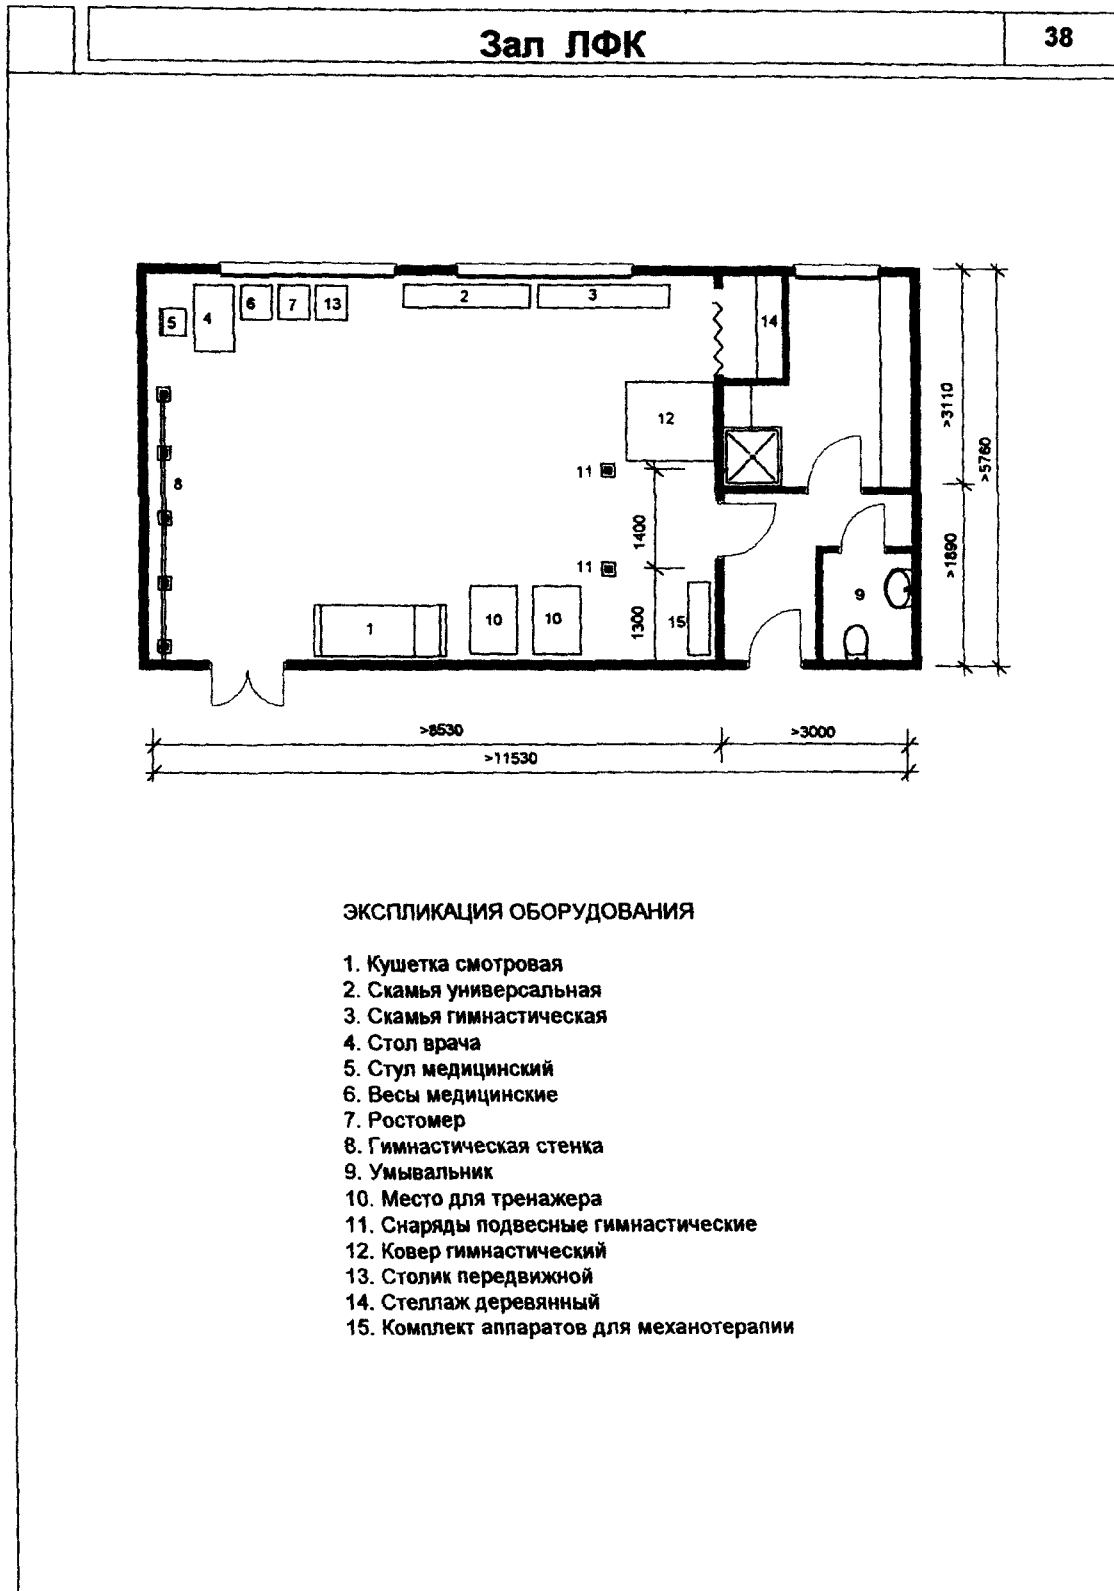 Зал ЛФК
38
5
4
6
7
13
2
3
14
12
8
11
11
1400
1300
1
10
10
15
9
>3110
>5760
>1890
>8530
>3000
>11530
ЭКСПЛИКАЦИЯ ОБОРУДОВАНИЯ
1. Кушетка смотровая
2. Скамья универсальная
3. Скамья гимнастическая
4. Стол врача
5. Стул медицинский
6. Весы медицинские
7. Ростомер
8. Гимнастическая стенка
9. Умывальник
10. Место для тренажера
11. Снаряды подвесные гимнастические
12. Ковер гимнастический
13. Столик передвижной
14. Стеллаж деревянный
15. Комплект аппаратов для механотерапии